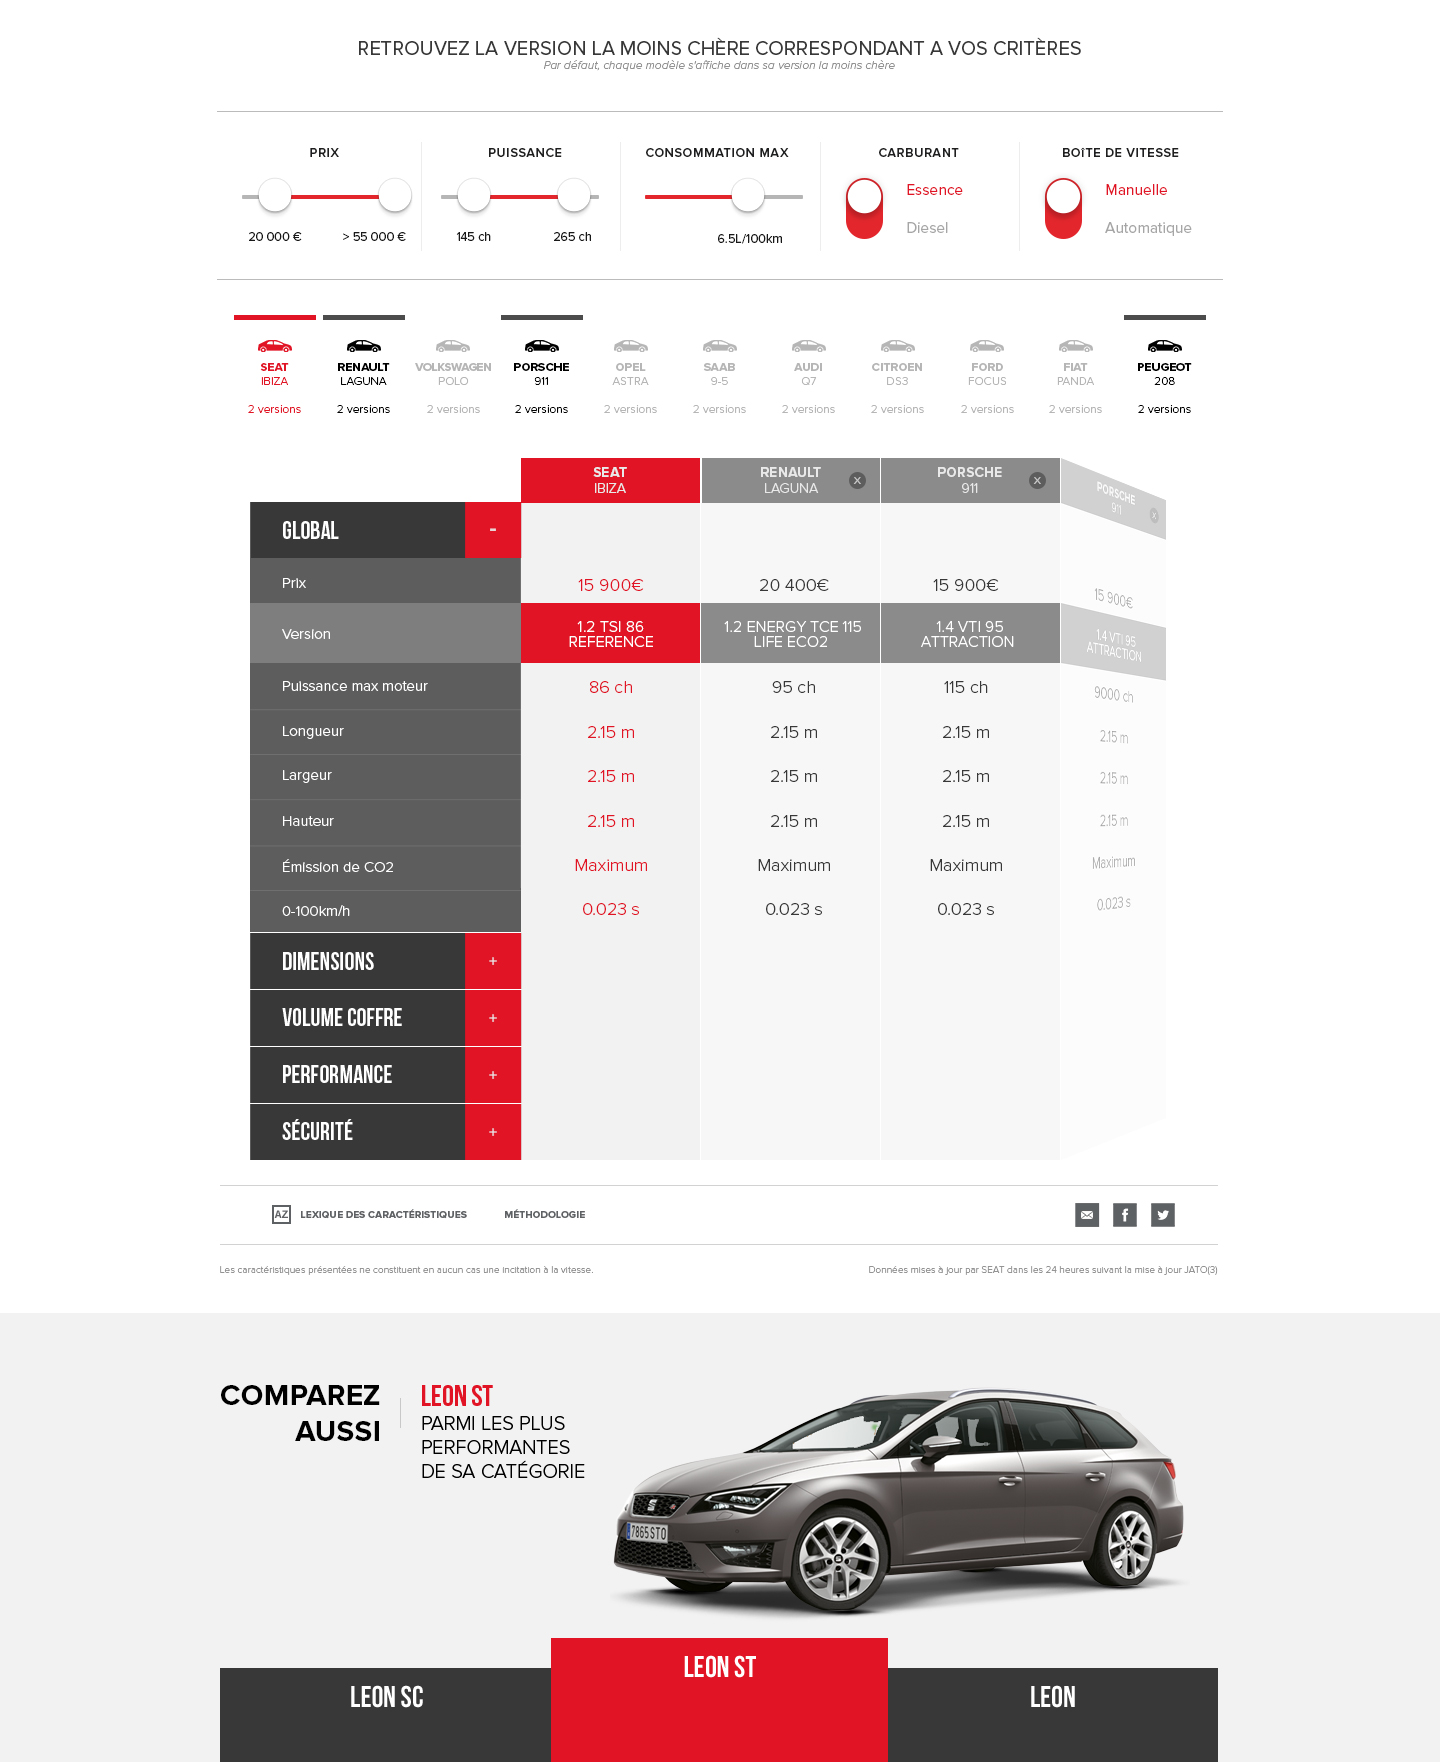 RETROUVEZ LA VERSION LA MOINS CHÈRE CORRESPONDANT A VOS CRITÈRES
Par défaut, chaque modèle s'affiche dans sa version la moins chère
PRIX PUISSANCE CONSOMMATION MAX CARBURANT BOîTE DE VITESSE
Essence Manuelle
Diesel Automatique
20 000 € > 55 000 € 145 ch 265 ch 6.5L/100km
SEAT RENAULT VOLKSWAGEN PORSCHE OPEL SAAB AUDI CITROEN FORD FIAT PEUGEOT
IBIZA LAGUNA POLO 911 ASTRA 9-5 Q7 DS3 FOCUS PANDA 208
2 versions 2 versions 2 versions 2 versions 2 versions 2 versions 2 versions 2 versions 2 versions 2 versions 2 versions
SEAT RENAULT PORSCHE PORSCHE
IBIZA LAGUNA x 911 x 911 x
GLOBAL -
Prix 15 900€ 20 400€ 15 900€ 15 900€
Version 1.2 TSI 86 1.2 ENERGY TCE 115 1.4 VTI 95 1.4 VTI 95
REFERENCE LIFE ECO2 ATTRACTION ATTRACTION
Puissance max moteur 86 ch 95 ch 115 ch 9000 ch
Longueur 2.15 m 2.15 m 2.15 m 2.15 m
Largeur 2.15 m 2.15 m 2.15 m 2.15 m
Hauteur 2.15 m 2.15 m 2.15 m 2.15 m
Émission de CO2 Maximum Maximum Maximum Maximum
0-100km/h 0.023 s 0.023 s 0.023 s 0.023 s
DIMENSIONS +
VOLUME COFFRE +
PERFORMANCE +
SÉCURITÉ +
AZ LEXIQUE DES CARACTÉRISTIQUES MÉTHODOLOGIE f
Les caractéristiques présentées ne constituent en aucun cas une incitation à la vitesse. Données mises à jour par SEAT dans les 24 heures suivant la mise à jour JATO(3)
COMPAREZ
AUSSI
LEON ST
PARMI LES PLUS
PERFORMANTES
DE SA CATÉGORIE
7865 STO
LEON SC LEON ST LEON